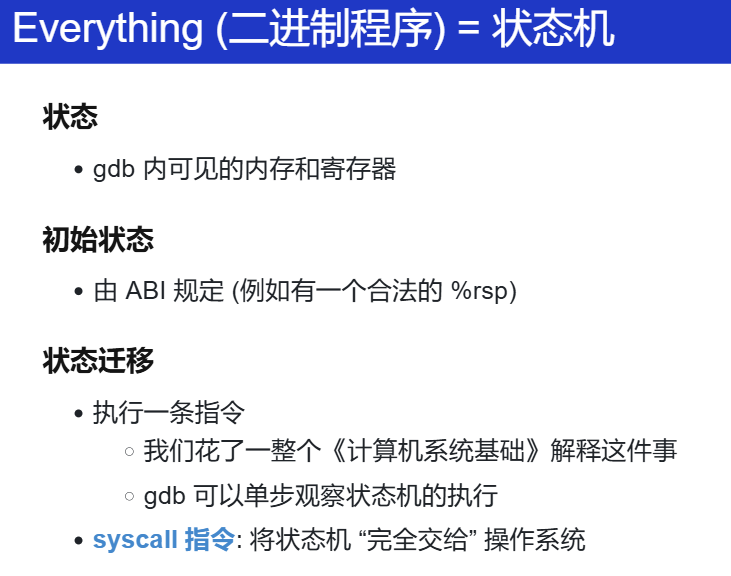 Everything (二进制程序) = 状态机
状态
• gdb 内可见的内存和寄存器
初始状态
• 由 ABI 规定 (例如有一个合法的 %rsp)
状态迁移
• 执行一条指令
◦ 我们花了一整个《计算机系统基础》解释这件事
◦ gdb 可以单步观察状态机的执行
• syscall 指令: 将状态机 “完全交给” 操作系统